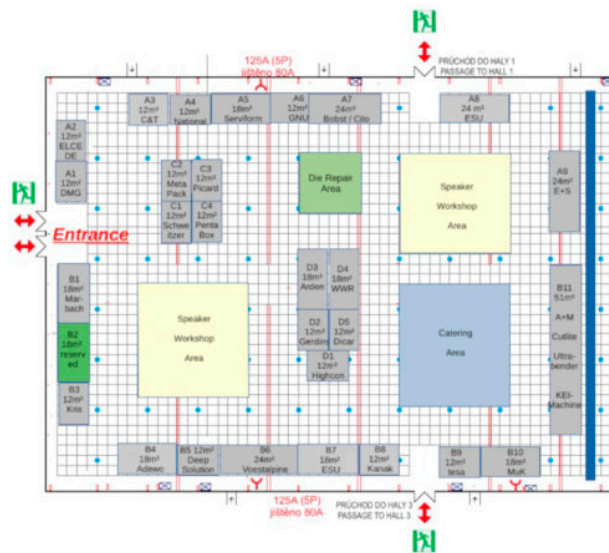 125A (5P)
jištěno 80A
PRŮCHOD DO HALY 1
PASSAGE TO HALL 1
A3
12m²
C&T
A4
12m²
National
A5
18m²
Serviform
A6
12m²
GNU
A7
24m²
Bobst / Cito
A8
24 m²
ESU
A2
12m²
ELCE
DE
A1
12m²
DMG
C2
12m²
Meta
Pack
C3
12m²
Picard
C1
12m²
Schwe
itzer
C4
12m²
Penta
Box
Die Repair
Area
Speaker
Workshop
Area
A9
24m²
E+S
Entrance
B1
18m²
Mar-
bach
B2
18m²
reserv
ed
B3
12m²
Kris
Speaker
Workshop
Area
D3
18m²
Arden
D4
18m²
WWR
D2
12m²
Gerdins
D5
12m²
Dicar
D1
12m²
Highcon
Catering
Area
B11
51m²
A+M
Cutlite
Ultra-
bender
KEI-
Machine
B4
18m²
Adewo
B5 12m²
Deep
Solution
B6
24m²
Voestalpine
B7
18m²
ESU
B8
12m²
Kanak
B9
12m²
tesa
B10
18m²
MuK
125A (5P)
jištěno 80A
PRŮCHOD DO HALY 3
PASSAGE TO HALL 3